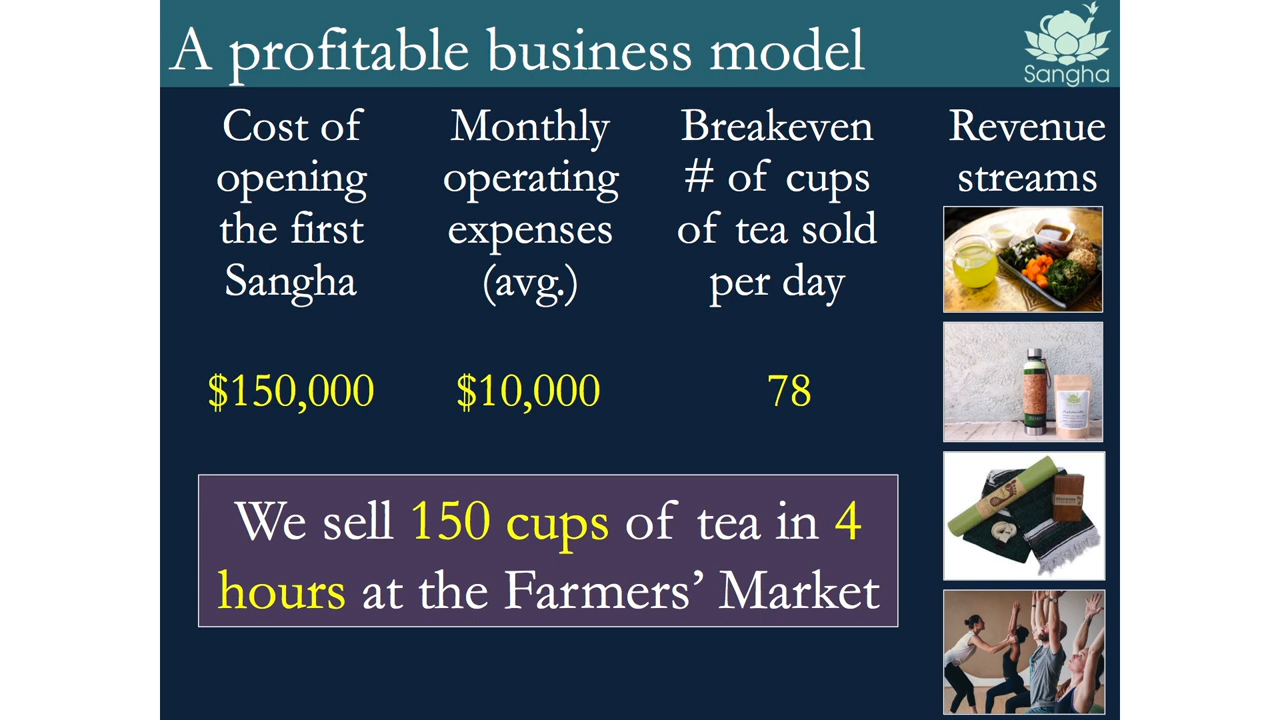 A profitable business model
Sangha
Cost of
opening
the first
Sangha
$150,000
Monthly
operating
expenses
(avg.)
$10,000
Breakeven
# of cups
of tea sold
per day
78
Revenue
streams
We sell 150 cups of tea in 4
hours at the Farmers’ Market